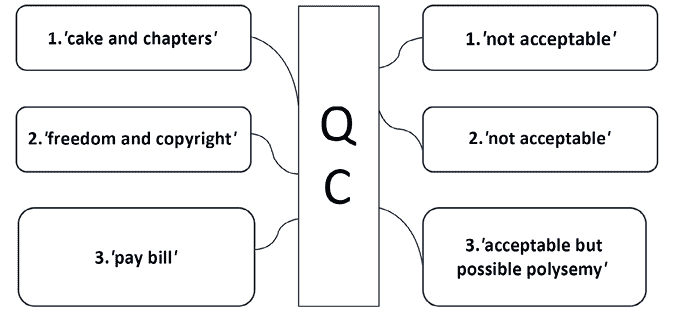 1.'cake and chapters'
1.'not acceptable'
2.'freedom and copyright'
2.'not acceptable'
Q
C
3.'pay bill'
3.'acceptable but
possible polysemy'